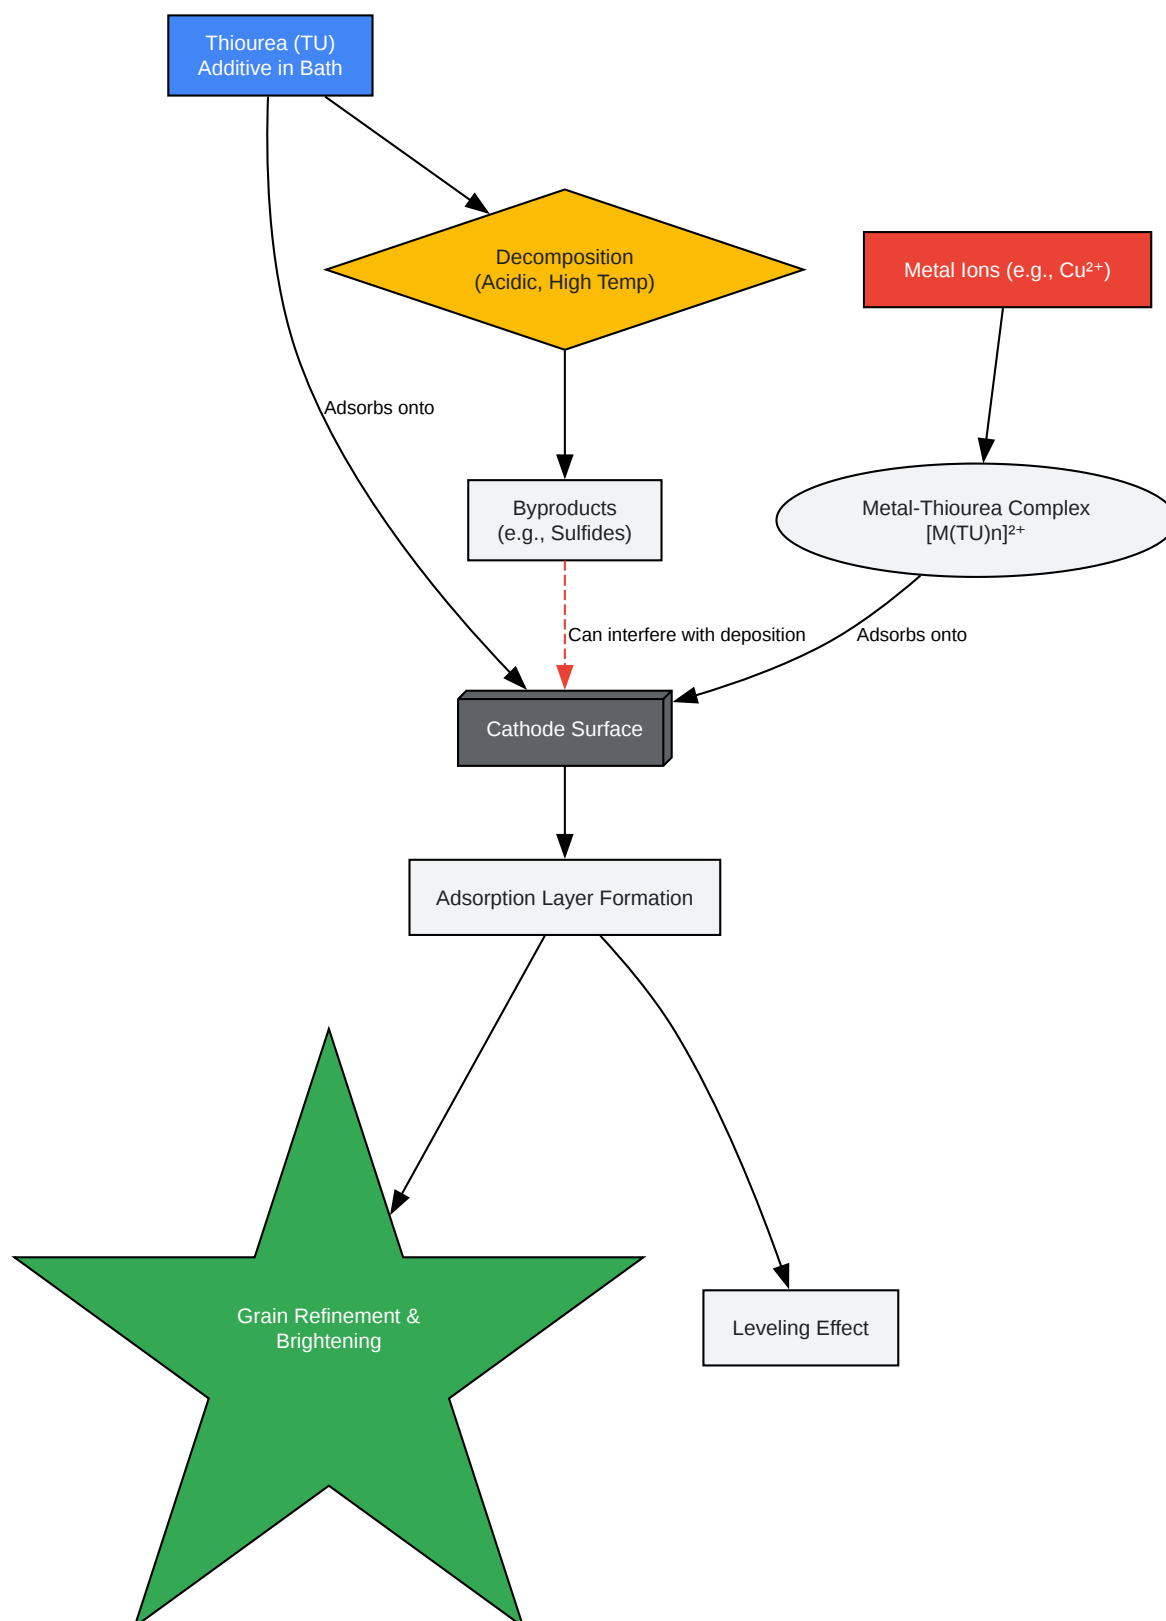 Thiourea (TU)
Additive in Bath
Decomposition
(Acidic, High Temp)
Metal Ions (e.g., Cu²⁺)
Adsorbs onto
Byproducts
(e.g., Sulfides)
Metal-Thiourea Complex
[M(TU)n]²⁺
Can interfere with deposition
Adsorbs onto
Cathode Surface
Adsorption Layer Formation
Grain Refinement &
Brightening
Leveling Effect